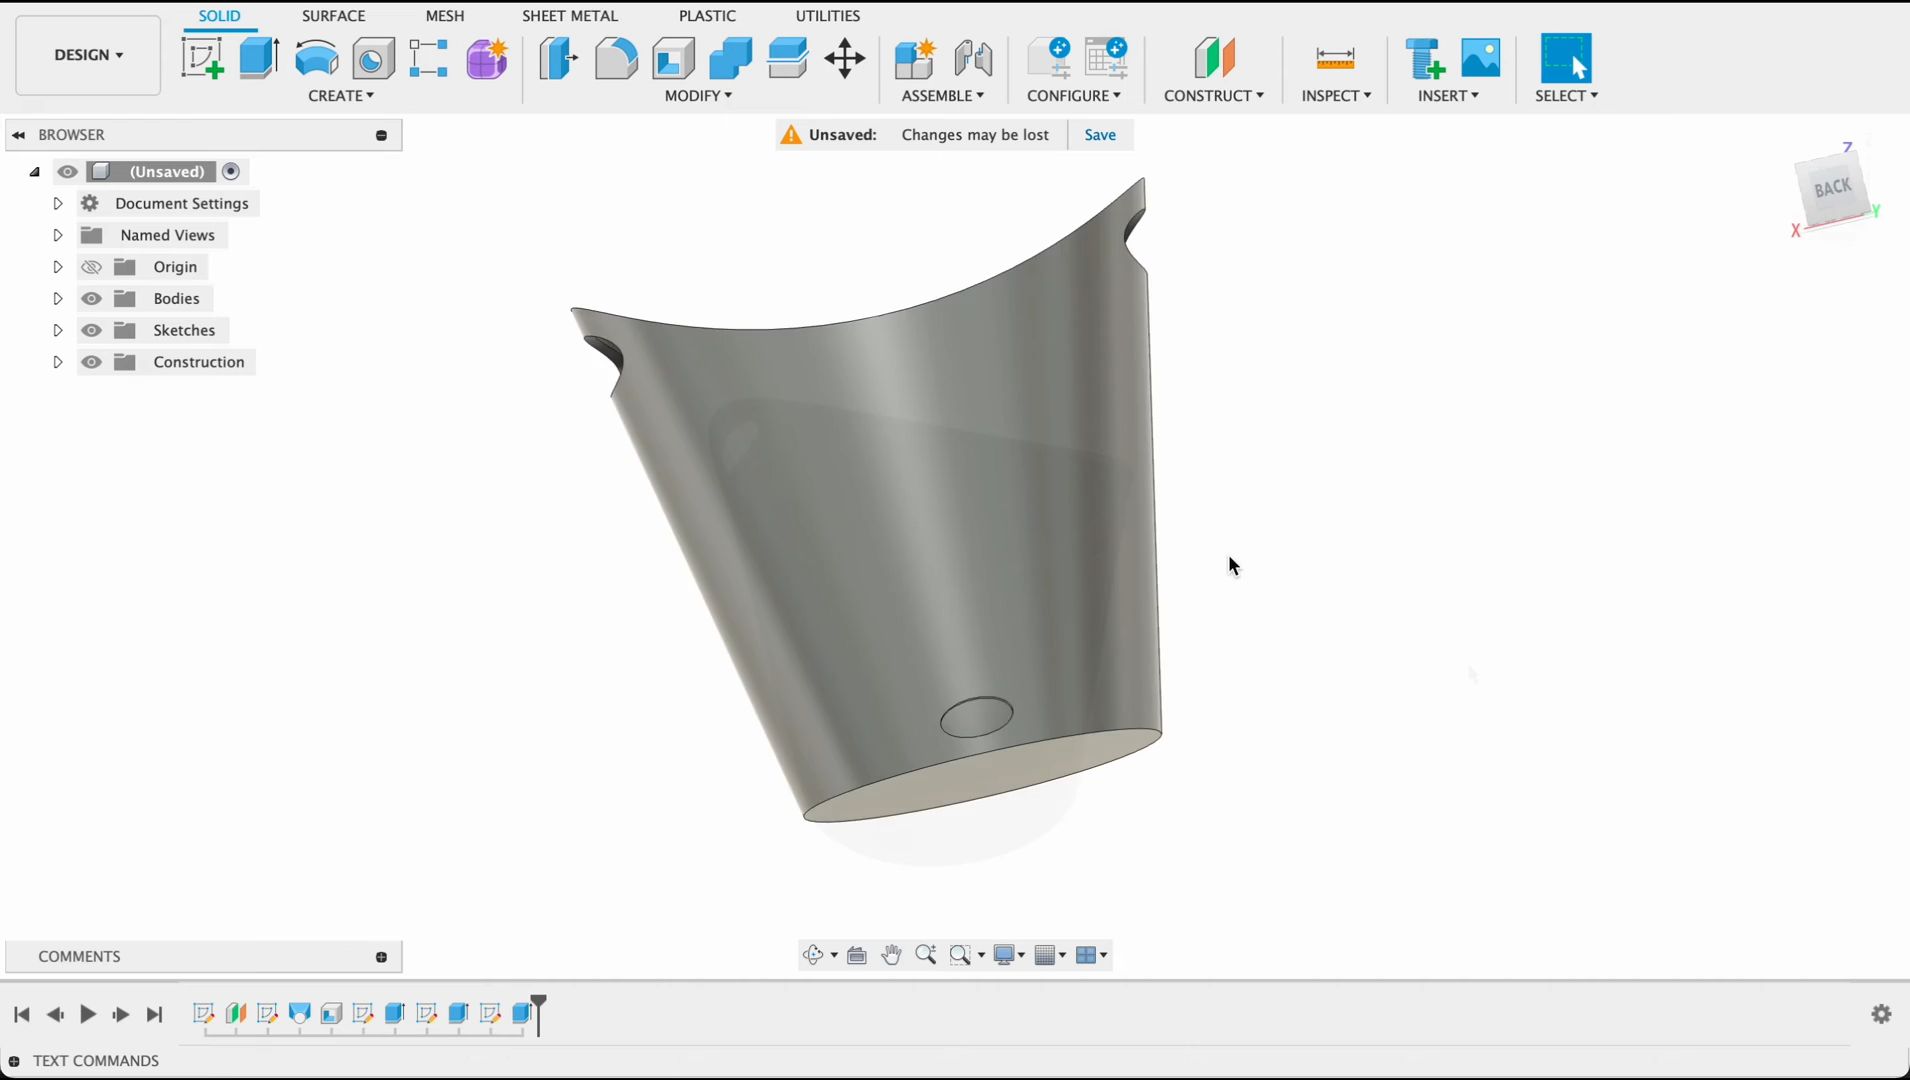 SOLID SURFACE MESH SHEET METAL PLASTIC UTILITIES
DESIGN
CREATE MODIFY ASSEMBLE CONFIGURE CONSTRUCT INSPECT INSERT SELECT
BROWSER
Unsaved: Changes may be lost Save
(Unsaved)
Document Settings
Named Views
Origin
Bodies
Sketches
Construction
Z
BACK
X
Y
COMMENTS
TEXT COMMANDS